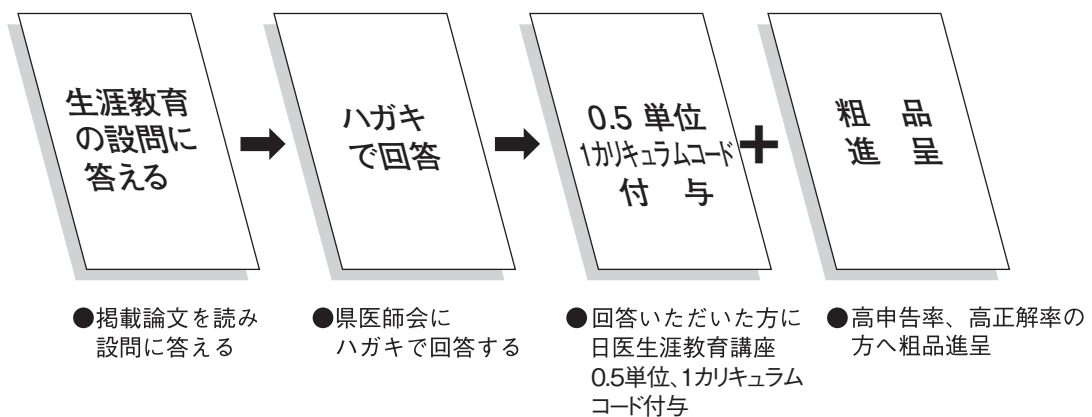 生涯教育
の設問に
答える
ハガキ
で回答
0.5 単位
1カリキュラムコード
付 与
粗 品
進 呈
●掲載論文を読み
設問に答える
●県医師会に
ハガキで回答する
●回答いただいた方に
日医生涯教育講座
0.5単位、1カリキュラム
コード付与
●高申告率、高正解率の
方へ粗品進呈